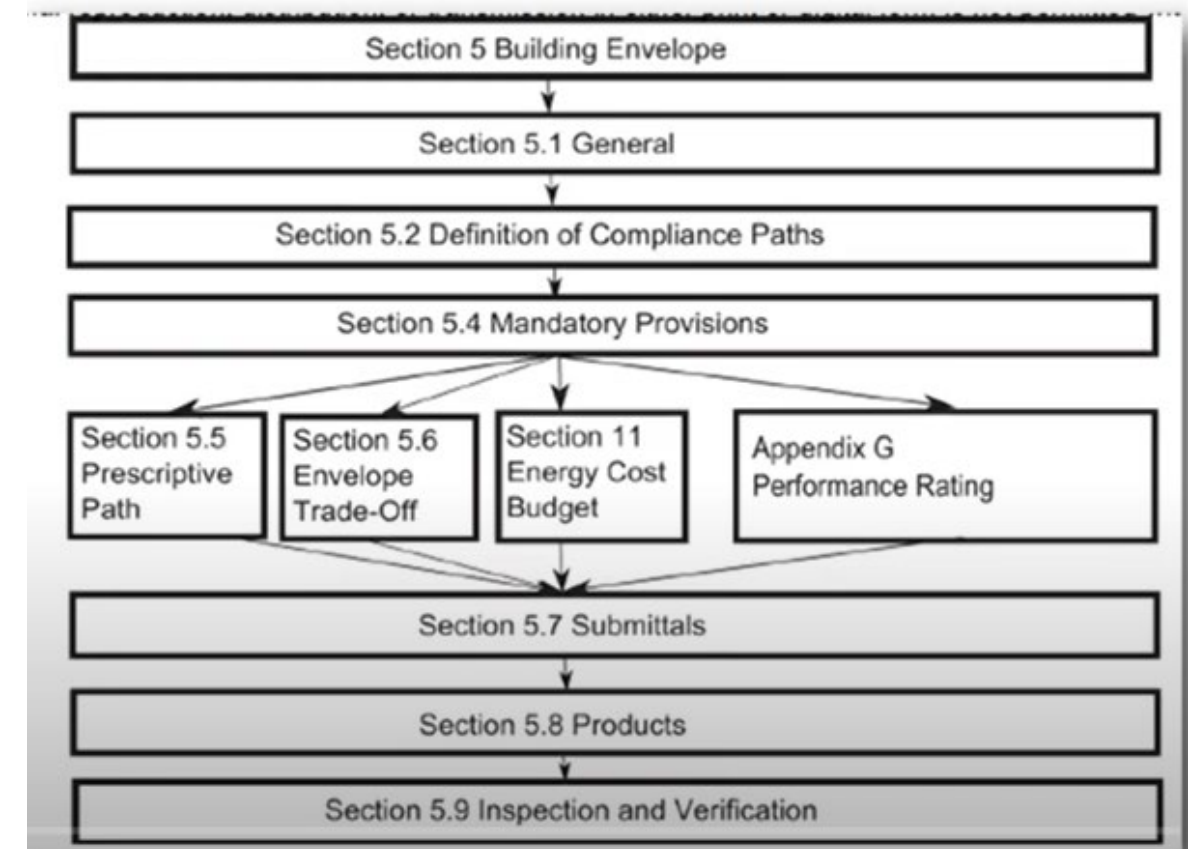 Section 5 Building Envelope
Section 5.1 General
Section 5.2 Definition of Compliance Paths
Section 5.4 Mandatory Provisions
Section 5.5
Prescriptive
Path
Section 5.6
Envelope
Trade-Off
Section 11
Energy Cost
Budget
Appendix G
Performance Rating
Section 5.7 Submittals
Section 5.8 Products
Section 5.9 Inspection and Verification